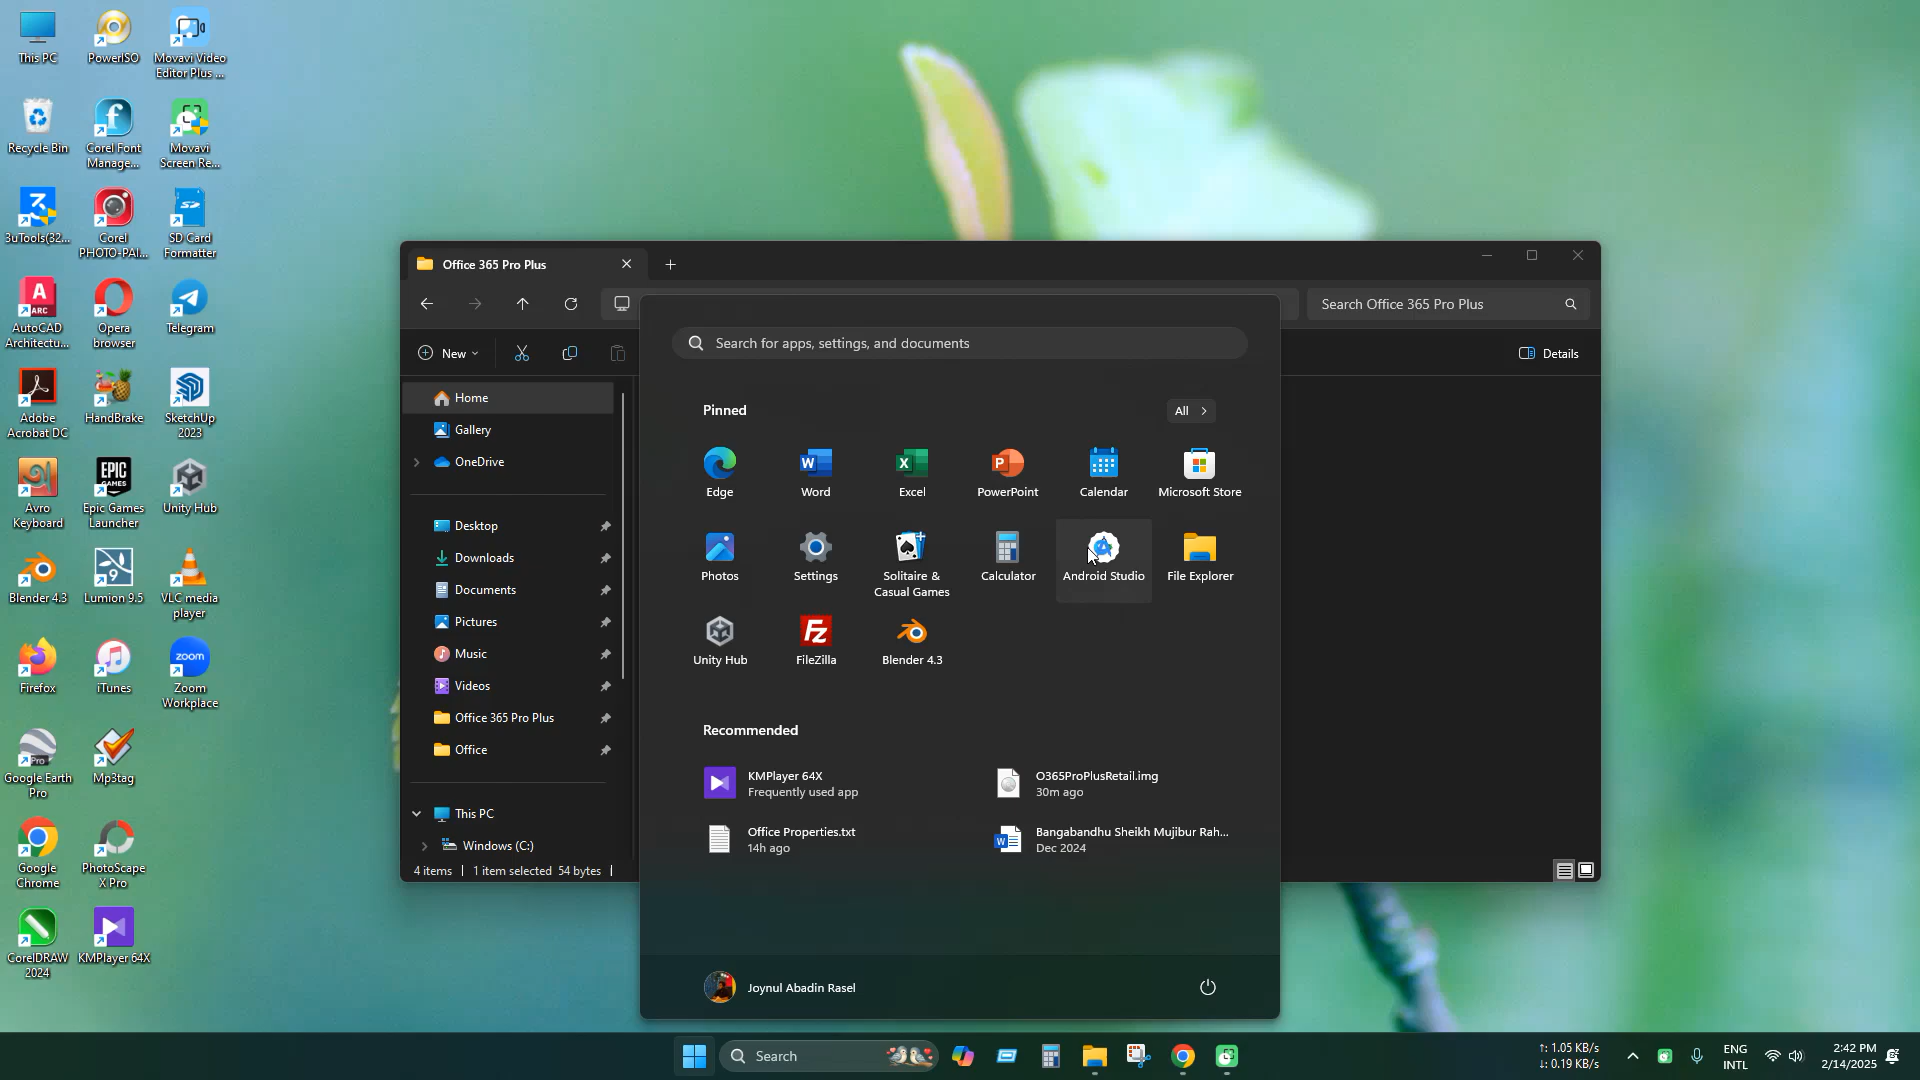 This PC
PowerISO
Movavi Video
Editor Plus ...
Recycle Bin
Corel Font
Manage...
Movavi
Screen Re...
3uTools(32...
Corel
PHOTO-PAI...
SD Card
Formatter
AutoCAD
Architectu...
Opera
browser
Telegram
Adobe
Acrobat DC
HandBrake
SketchUp
2023
Avro
Keyboard
Epic Games
Launcher
Unity Hub
Blender 4.3
Lumion 9.5
VLC media
player
Firefox
iTunes
Zoom
Workplace
Google Earth
Pro
Mp3tag
Google
Chrome
PhotoScape
X Pro
CorelDRAW
2024
KMPlayer 64X
Office 365 Pro Plus
Search Office 365 Pro Plus
New
Details
Home
Gallery
OneDrive
Desktop
Downloads
Documents
Pictures
Music
Videos
Office 365 Pro Plus
Office
This PC
Windows (C:)
4 items
1 item selected 54 bytes
Search for apps, settings, and documents
Pinned
All
Edge
Word
Excel
PowerPoint
Calendar
Microsoft Store
Photos
Settings
Solitaire &
Casual Games
Calculator
Android Studio
File Explorer
Unity Hub
FileZilla
Blender 4.3
Recommended
KMPlayer 64X
Frequently used app
O365ProPlusRetail.img
30m ago
Office Properties.txt
14h ago
Bangabandhu Sheikh Mujibur Rah...
Dec 2024
Joynul Abadin Rasel
Search
↑: 1.05 KB/s
↓: 0.19 KB/s
ENG
INTL
2:42 PM
2/14/2025